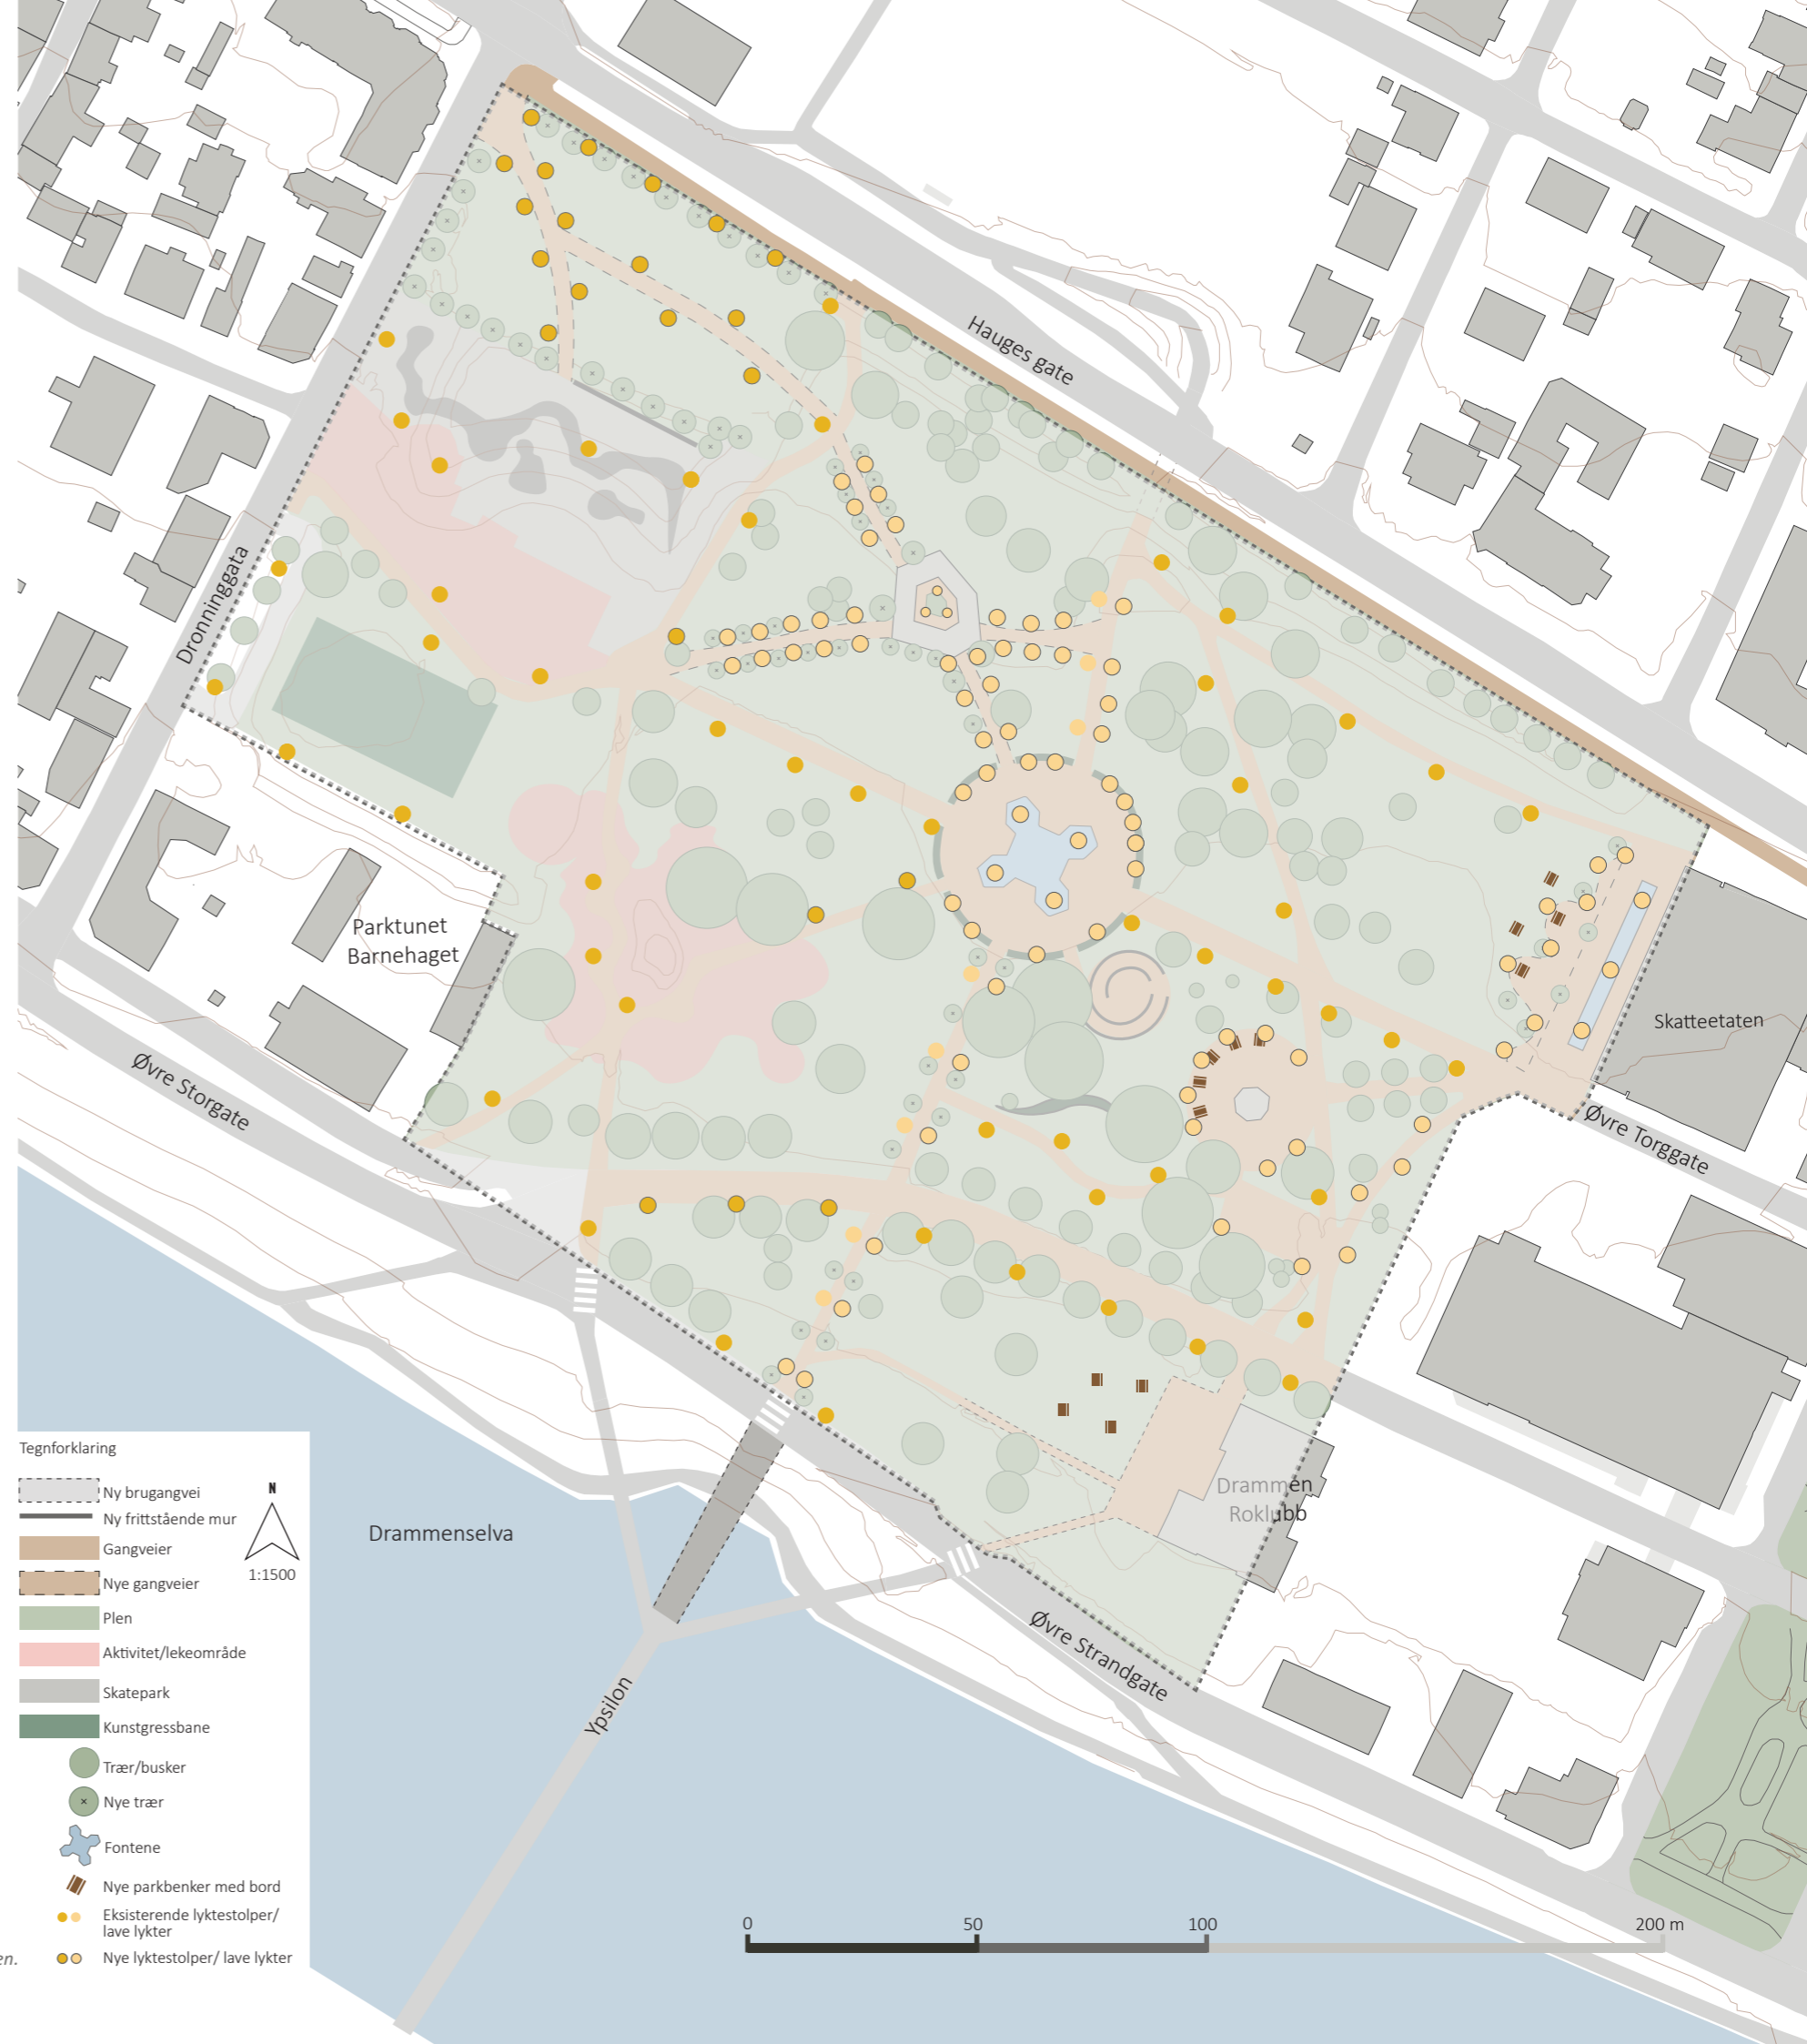 Hauges gate
Dronninggata
Parktunet
Barnehaget
Skatteetaten
Øvre Storgate
Øvre Torggate
Drammen
Roklubb
Drammenselva
Øvre Strandgate
Ypsilon
Tegnforklaring
Ny brugangvei
Ny frittstående mur
Gangveier
Nye gangveier
Plen
Aktivitet/lekeområde
Skatepark
Kunstgressbane
Trær/busker
Nye trær
Fontene
Nye parkbenker med bord
Eksisterende lyktestolper/
lave lykter
Nye lyktestolper/ lave lykter
N
1:1500
en.
0 50 100 200 m